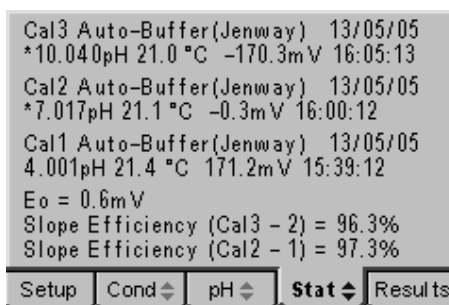 Cal3 Auto-Buffer(Jenway) 13/05/05
*10.040pH 21.0 °C -170.3mV 16:05:13
Cal2 Auto-Buffer(Jenway) 13/05/05
*7.017pH 21.1 °C -0.3mV 16:00:12
Cal1 Auto-Buffer(Jenway) 13/05/05
4.001pH 21.4 °C 171.2mV 15:39:12
Eo = 0.6mV
Slope Efficiency (Cal3 - 2) = 96.3%
Slope Efficiency (Cal2 - 1) = 97.3%
Setup Cond pH Stat Results